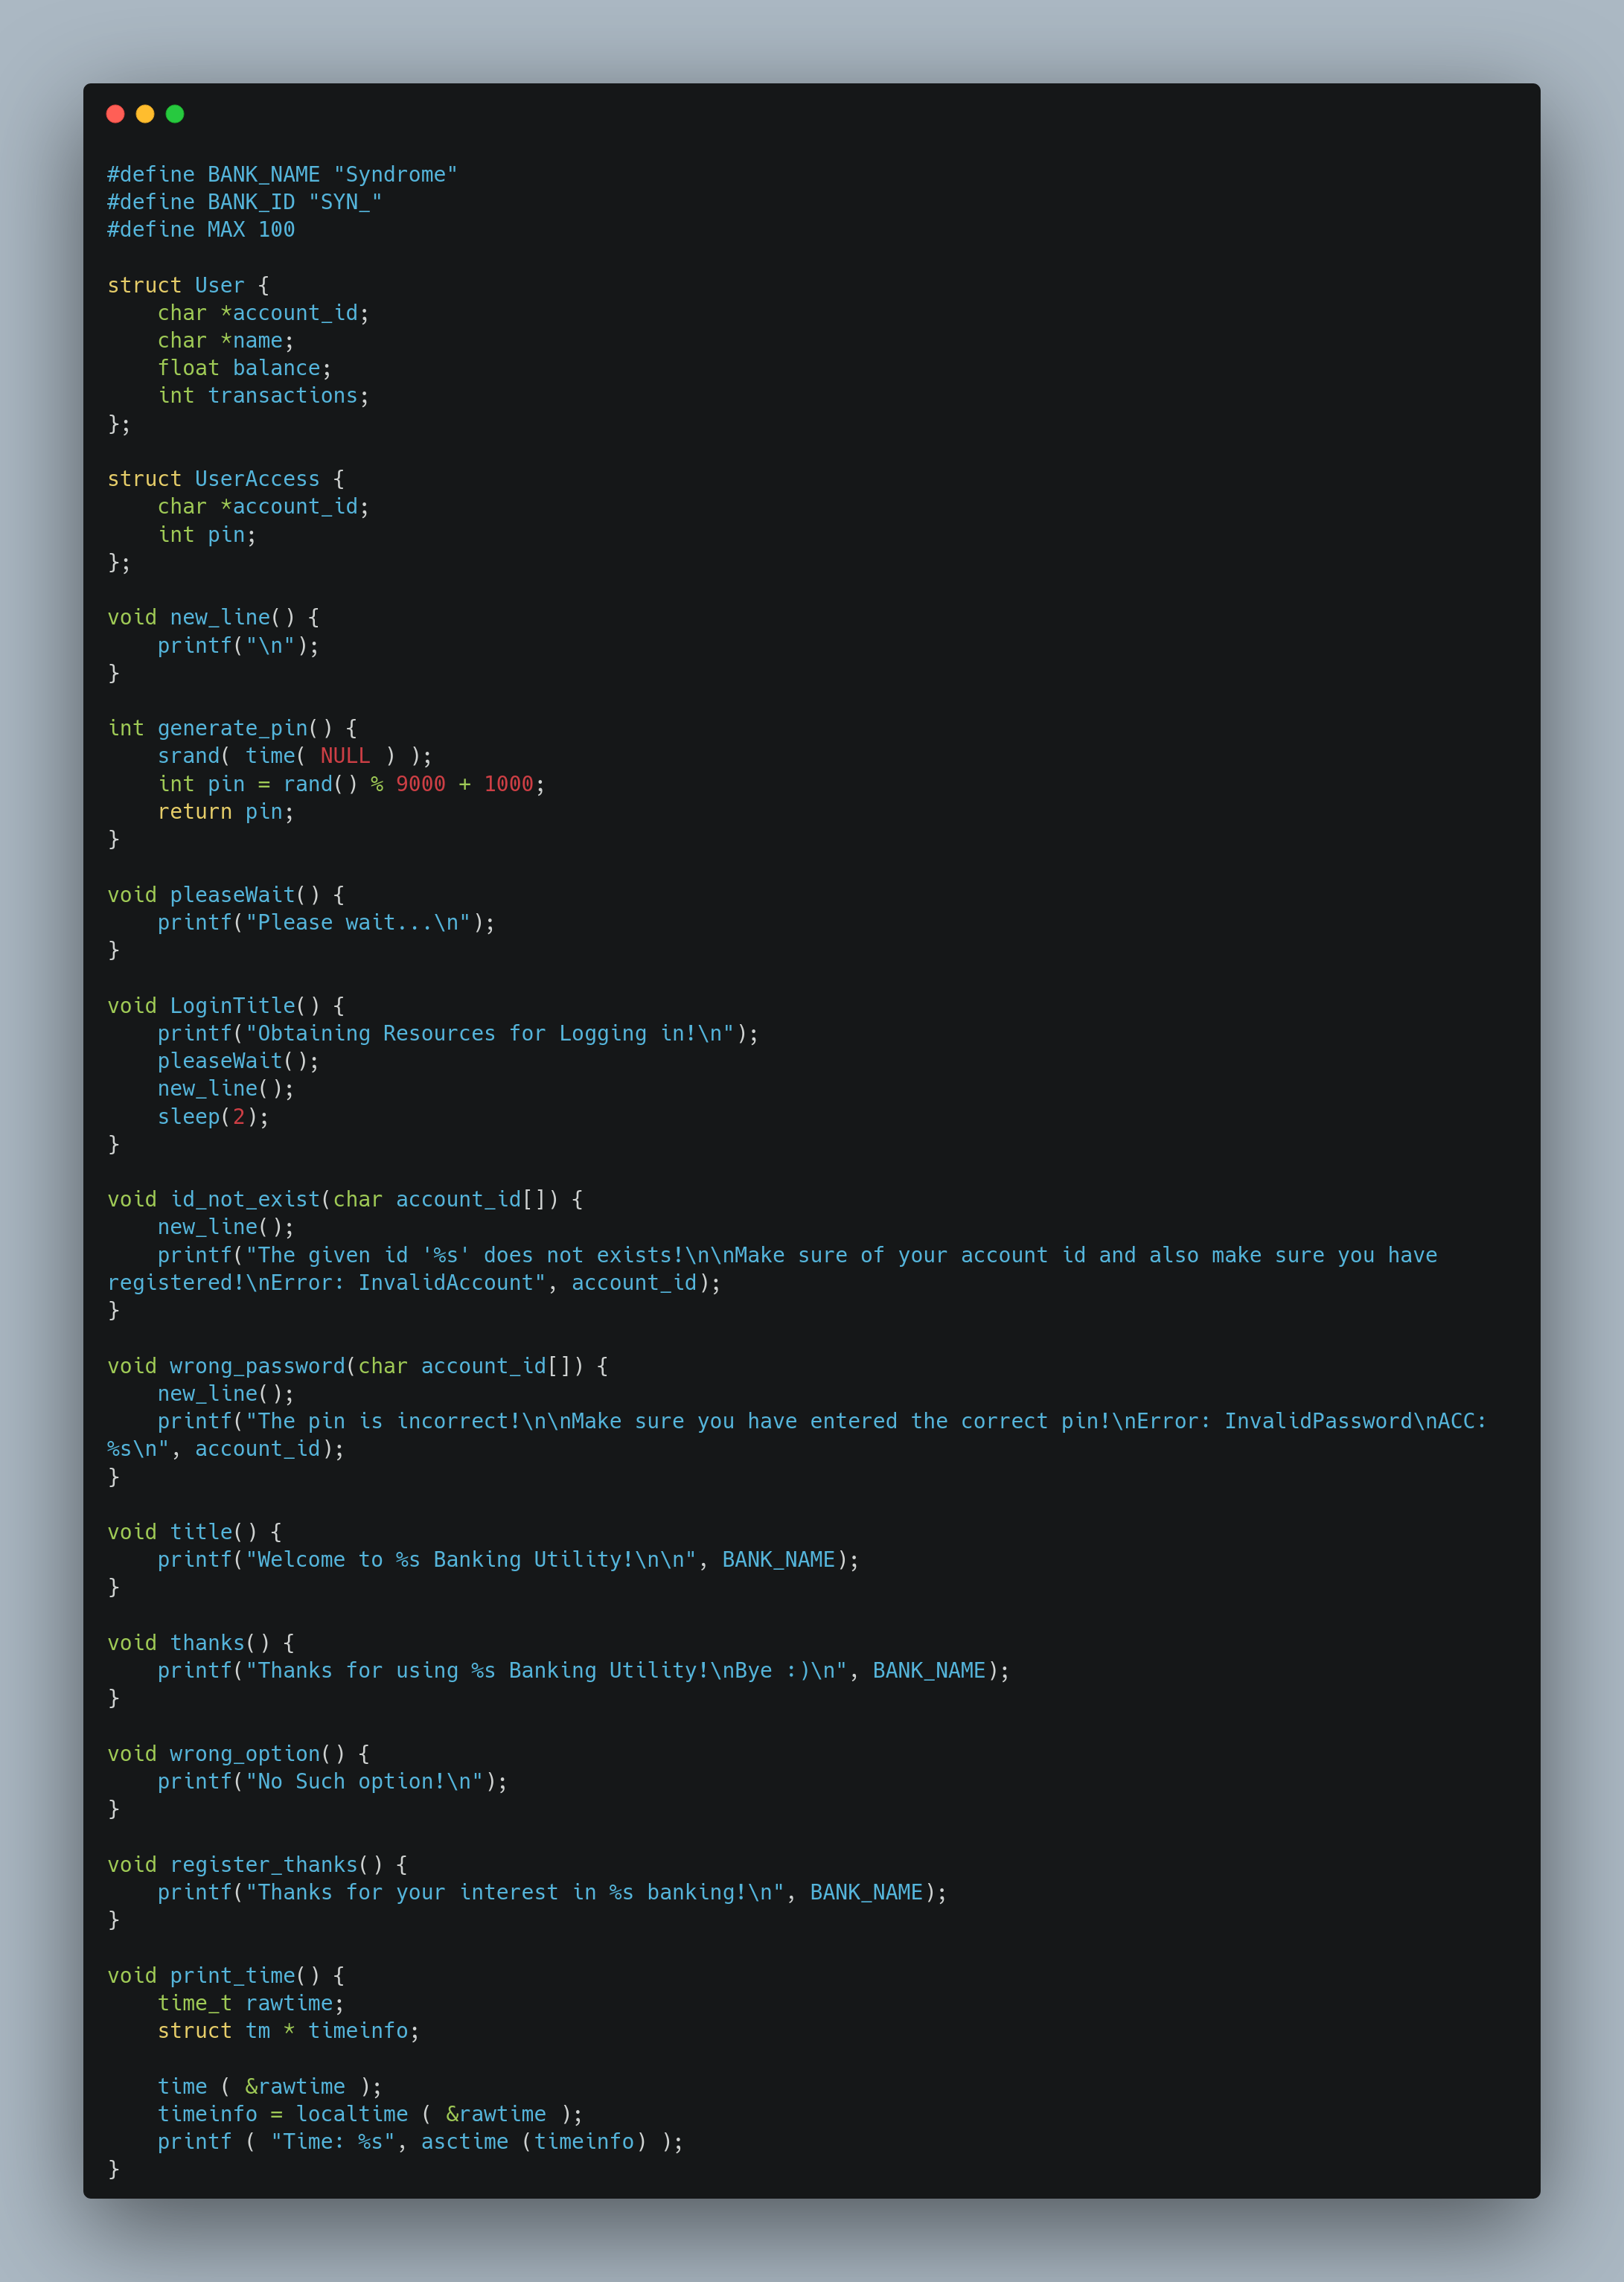 #define BANK_NAME "Syndrome"
#define BANK_ID "SYN_"
#define MAX 100

struct User {
    char *account_id;
    char *name;
    float balance;
    int transactions;
};

struct UserAccess {
    char *account_id;
    int pin;
};

void new_line() {
    printf("\n");
}

int generate_pin() {
    srand( time( NULL ) );
    int pin = rand() % 9000 + 1000;
    return pin;
}

void pleaseWait() {
    printf("Please wait...\n");
}

void LoginTitle() {
    printf("Obtaining Resources for Logging in!\n");
    pleaseWait();
    new_line();
    sleep(2);
}

void id_not_exist(char account_id[]) {
    new_line();
    printf("The given id '%s' does not exists!\n\nMake sure of your account id and also make sure you have
registered!\nError: InvalidAccount", account_id);
}

void wrong_password(char account_id[]) {
    new_line();
    printf("The pin is incorrect!\n\nMake sure you have entered the correct pin!\nError: InvalidPassword\nACC:
%s\n", account_id);
}

void title() {
    printf("Welcome to %s Banking Utility!\n\n", BANK_NAME);
}

void thanks() {
    printf("Thanks for using %s Banking Utility!\nBye :)\n", BANK_NAME);
}

void wrong_option() {
    printf("No Such option!\n");
}

void register_thanks() {
    printf("Thanks for your interest in %s banking!\n", BANK_NAME);
}

void print_time() {
    time_t rawtime;
    struct tm * timeinfo;

    time ( &rawtime );
    timeinfo = localtime ( &rawtime );
    printf ( "Time: %s", asctime (timeinfo) );
}